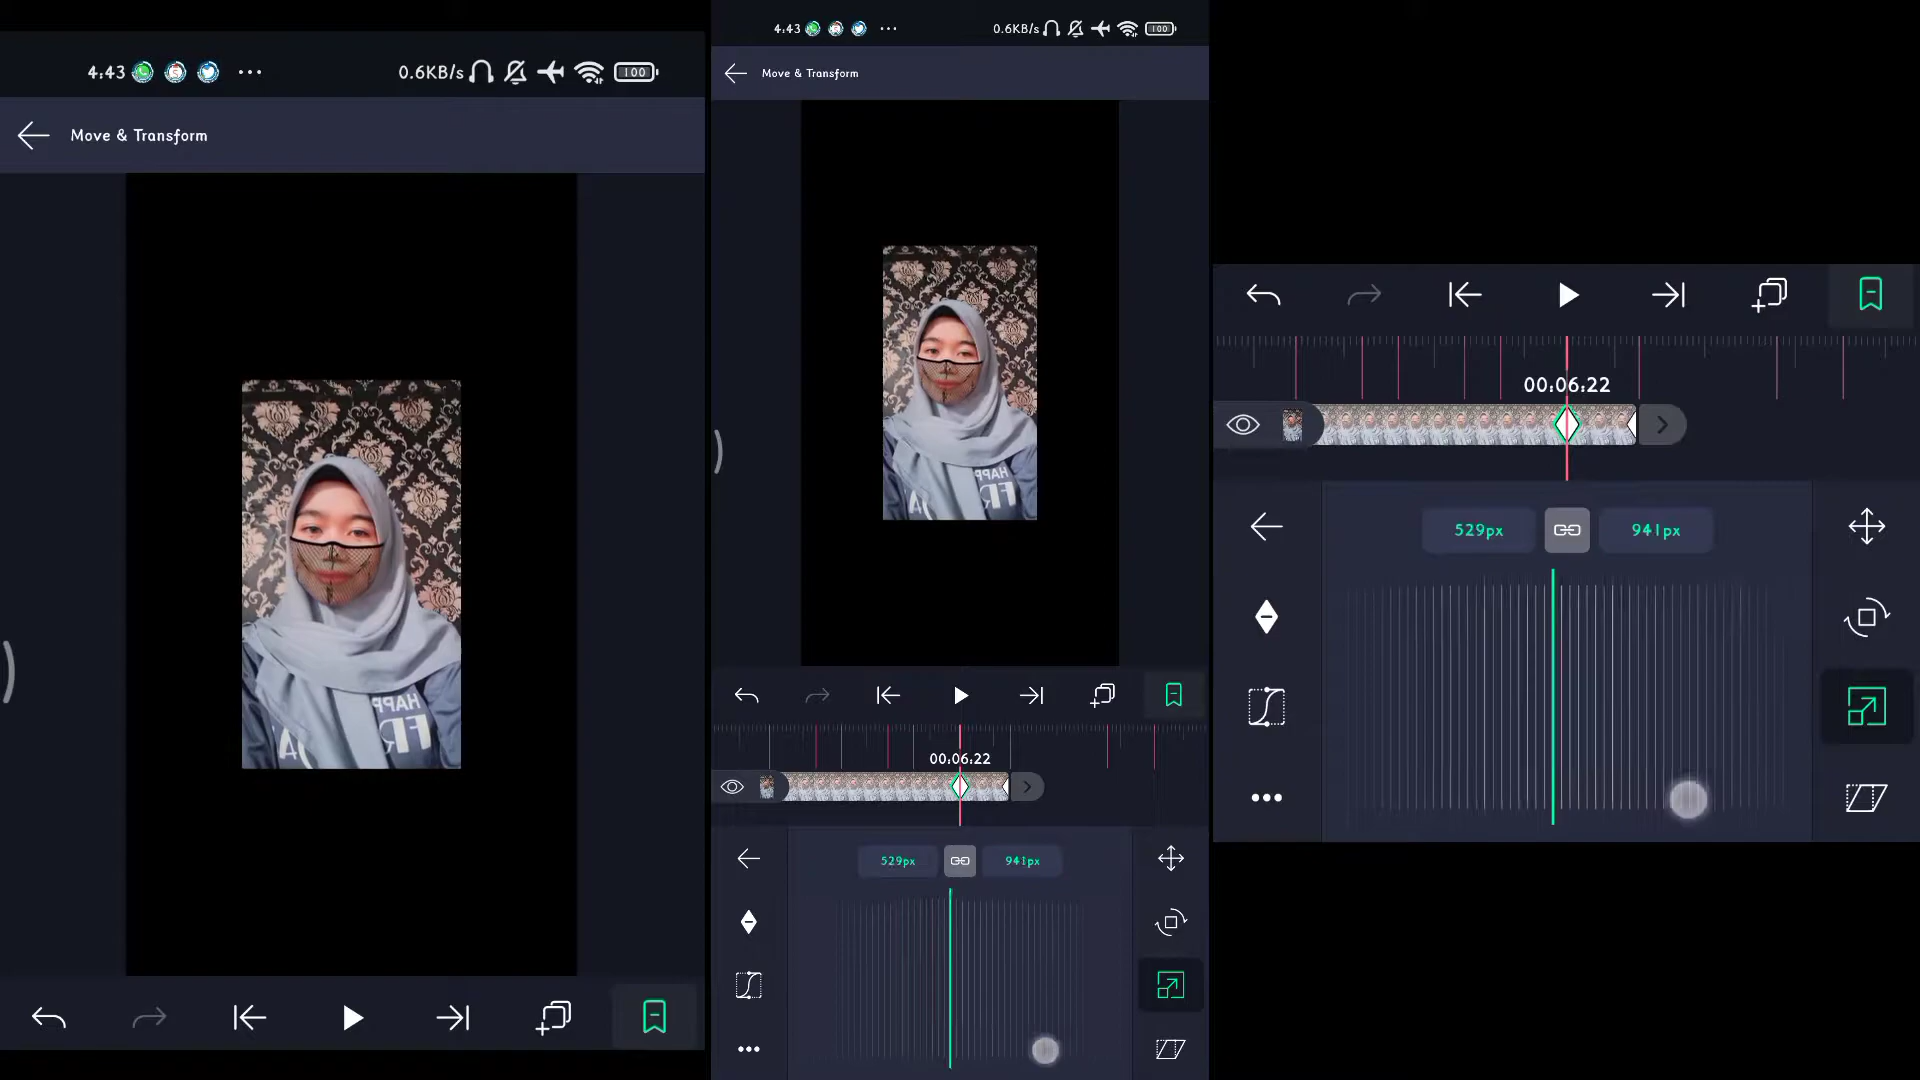 4:43
0.6KB/s
100
Move & Transform
4:43
0.6KB/s
100
Move & Transform
00:06:22
529px
941px
00:06:22
529px
941px